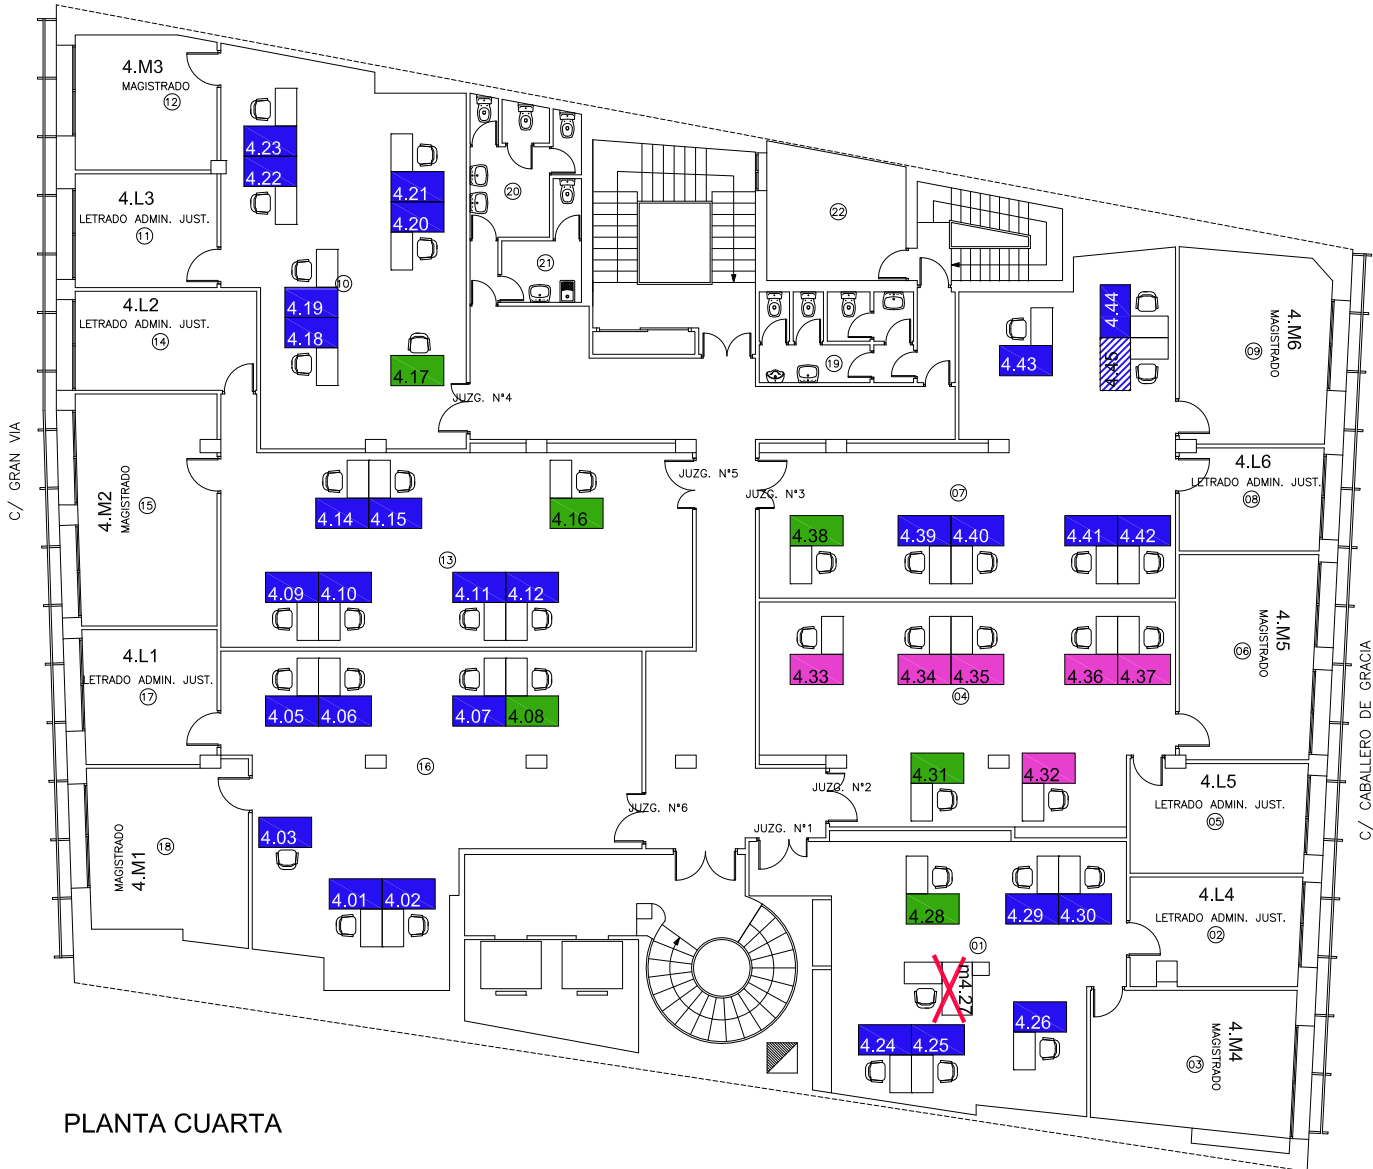 4.M3
MAGISTRADO
12
4.23
4.22
4.21
4.20
4.L3
LETRADO ADMIN. JUST.
11
10
4.19
4.18
4.17
4.L2
LETRADO ADMIN. JUST.
14
JUZG. Nº4
20
21
22
19
4.44
4.45
4.43
4.M6
MAGISTRADO
09
C/ GRAN VIA
4.M2
MAGISTRADO
15
4.14
4.15
4.16
13
4.09
4.10
4.11
4.12
JUZG. Nº5
JUZG. Nº3
07
4.38
4.39
4.40
4.41
4.42
4.L6
LETRADO ADMIN. JUST.
08
4.L1
LETRADO ADMIN. JUST.
17
4.05
4.06
4.07
4.08
16
4.33
4.34
4.35
4.36
4.37
04
4.31
4.32
4.M5
MAGISTRADO
06
C/ CABALLERO DE GRACIA
JUZG. Nº6
JUZG. Nº2
JUZG. Nº1
4.L5
LETRADO ADMIN. JUST.
05
4.M1
MAGISTRADO
18
4.03
4.01
4.02
4.28
4.29
4.30
01
m4.27
4.26
4.24
4.25
4.L4
LETRADO ADMIN. JUST.
02
4.M4
MAGISTRADO
03
PLANTA CUARTA